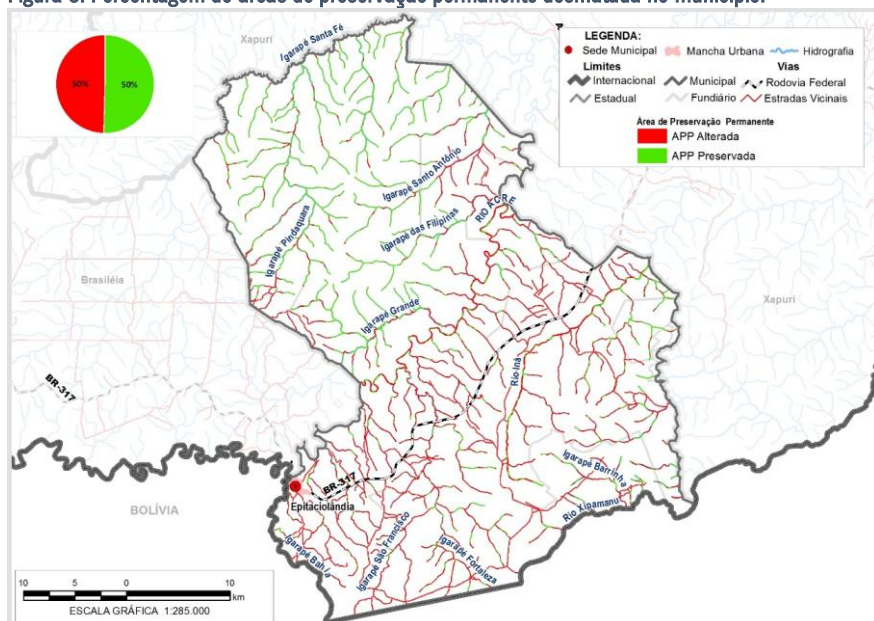 Figura 8. Porcentagem de áreas de preservação permanente desmatada no município.
50%
50%
LEGENDA:
Sede Municipal
Mancha Urbana
Hidrografia
Limites
Vias
Internacional
Municipal
Rodovia Federal
Estadual
Fundiário
Estradas Vicinais
Área de Preservação Permanente
APP Alterada
APP Preservada
Xapuri
Igarapé Santa Fé
Igarapé Santo Antônio
RIO ACRE
Igarapé das Filipinas
Igarapé Pindaquara
Brasiléia
Xapuri
Igarapé Grande
Rio Iná
BR-317
Igarapé Barrinha
BR-317
Epitaciolândia
Rio Xipamanu
BOLÍVIA
Igarapé Bahía
Igarapé São Francisco
Igarapé Fortaleza
10 5 0 10
km
ESCALA GRÁFICA 1:285.000